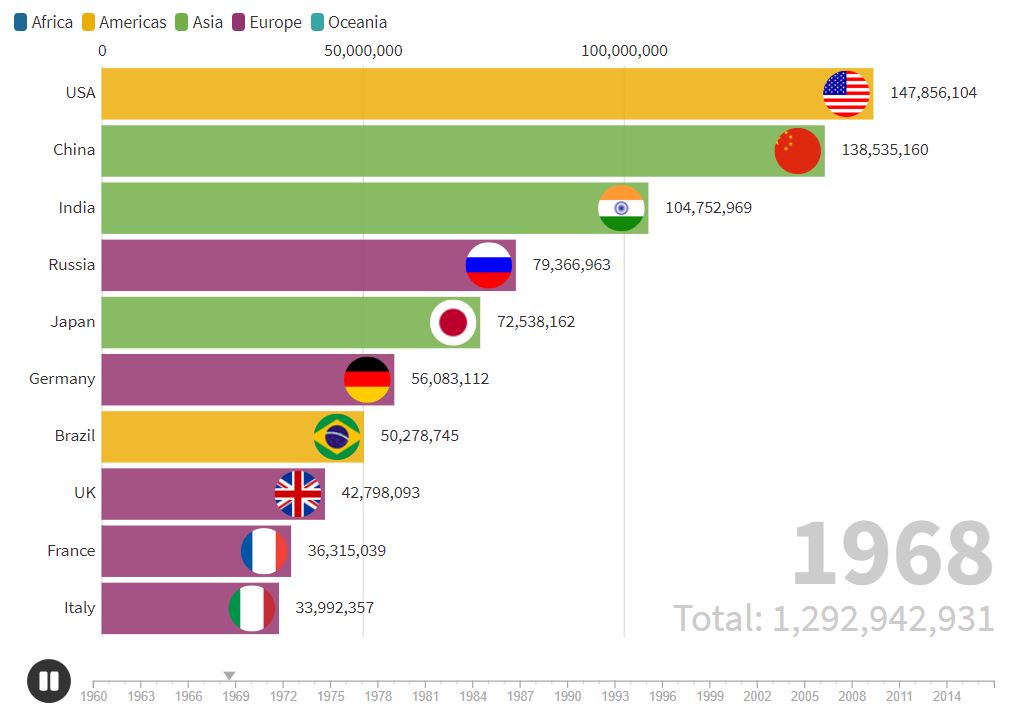 Africa Americas Asia Europe Oceania
0 50,000,000 100,000,000
USA 147,856,104
China 138,535,160
India 104,752,969
Russia 79,366,963
Japan 72,538,162
Germany 56,083,112
Brazil 50,278,745
UK 42,798,093
France 36,315,039
Italy 33,992,357
1968
Total: 1,292,942,931
1960 1963 1966 1969 1972 1975 1978 1981 1984 1987 1990 1993 1996 1999 2002 2005 2008 2011 2014